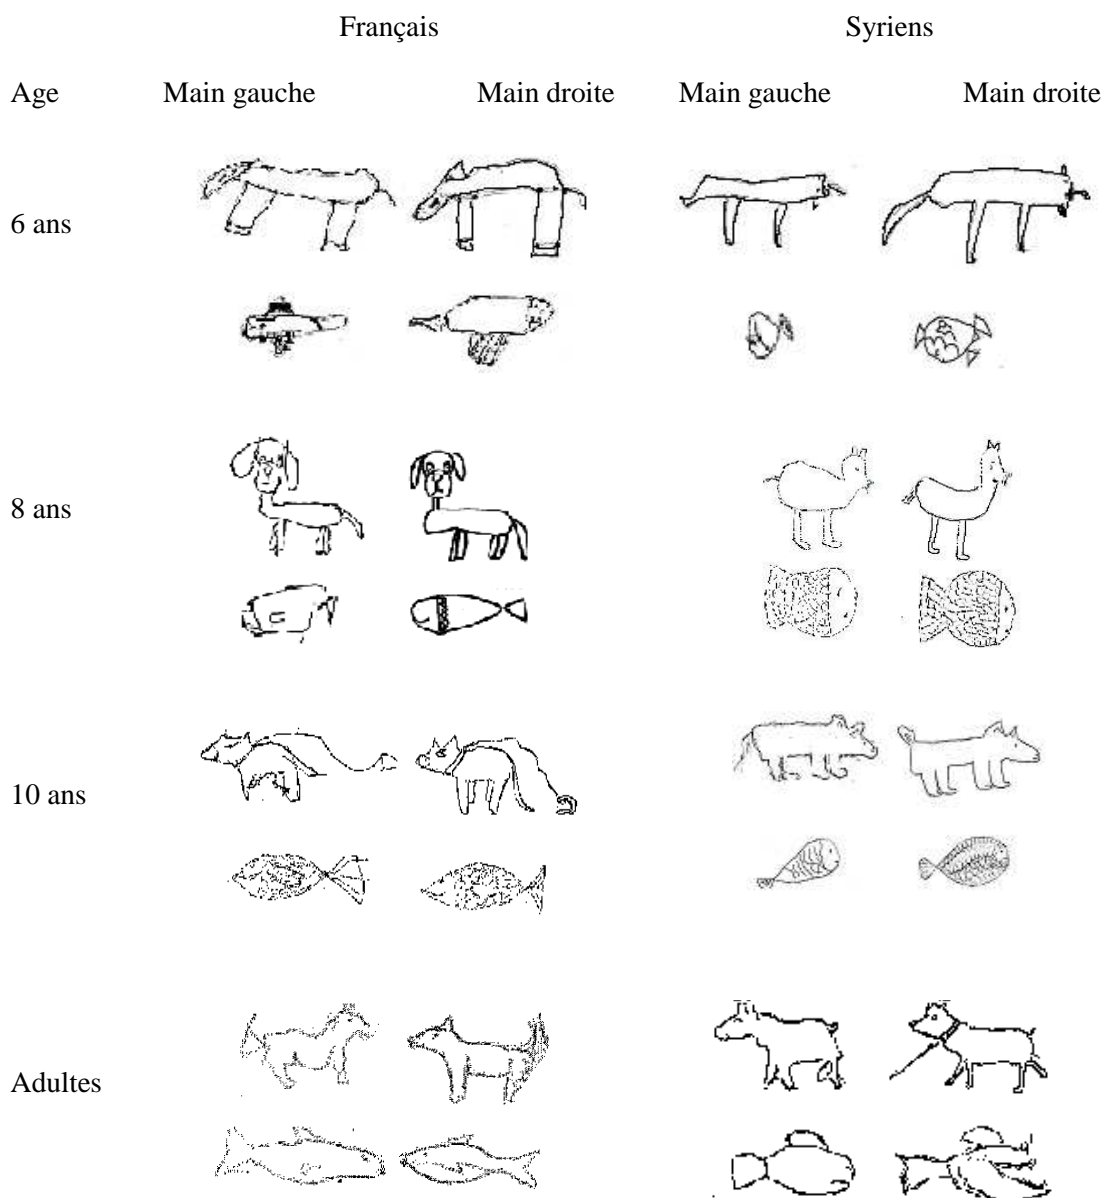 Français Syriens
Age Main gauche Main droite Main gauche Main droite
6 ans
8 ans
10 ans
Adultes